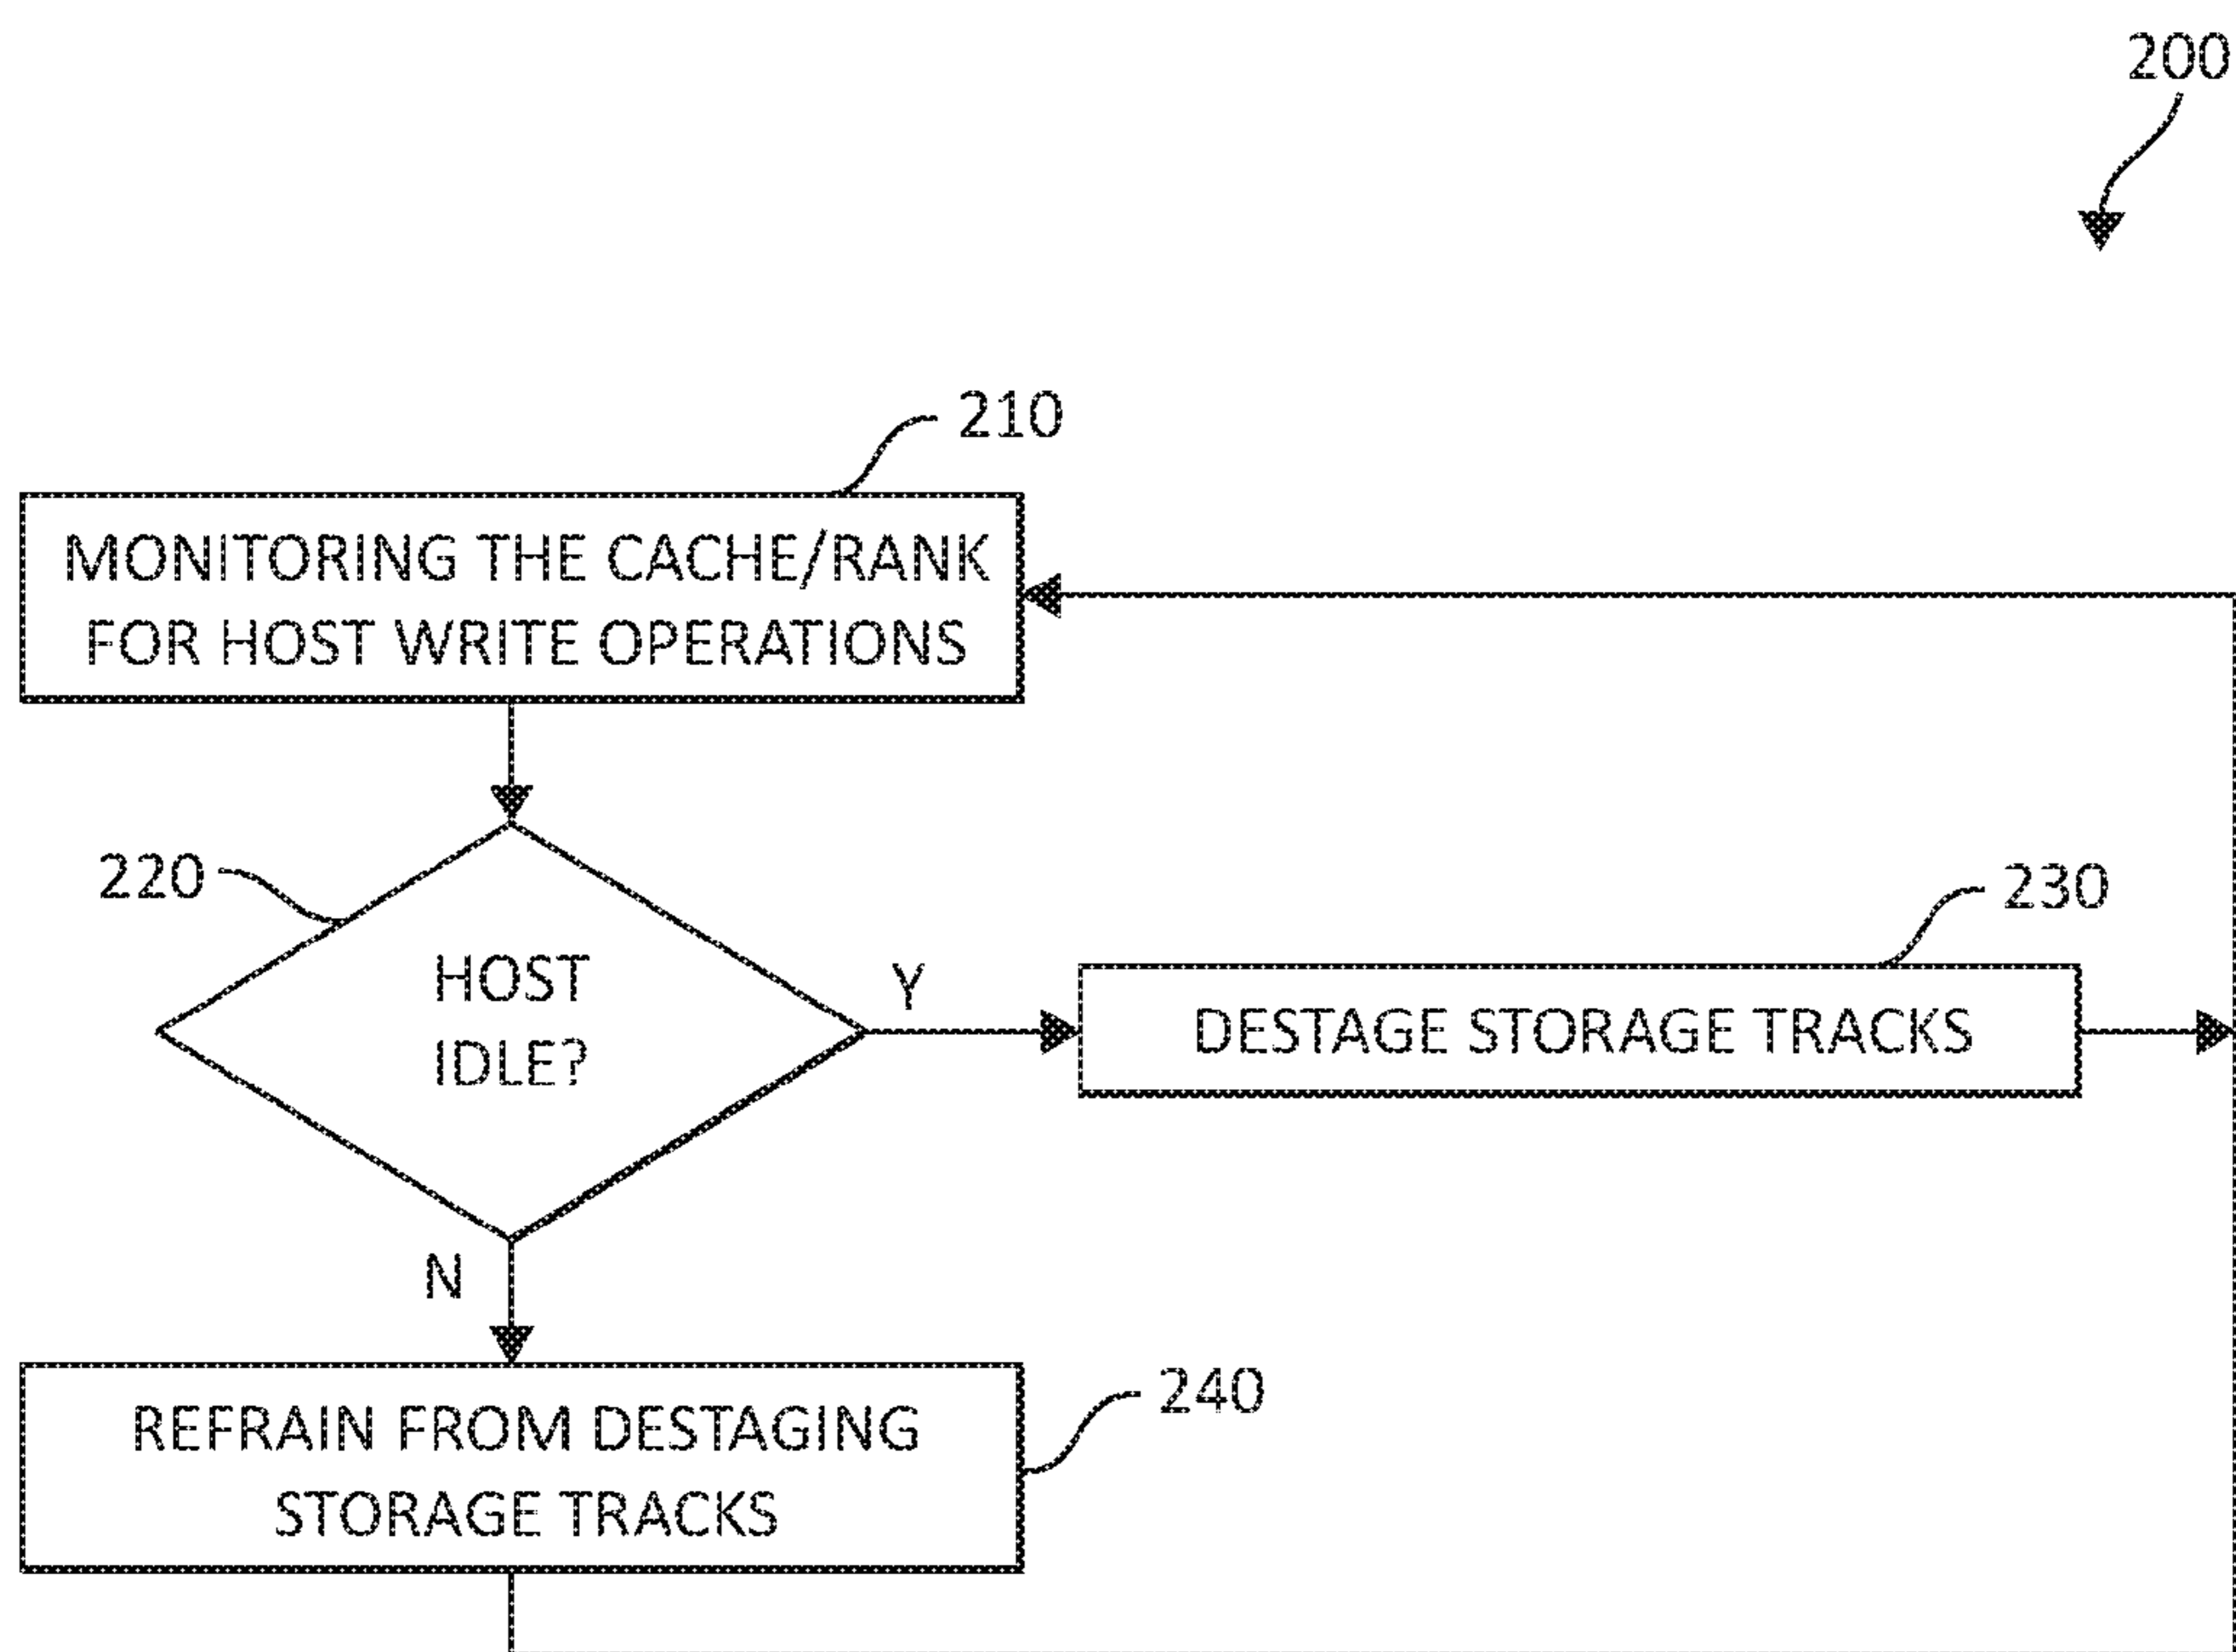 200
210
MONITORING THE CACHE/RANK
FOR HOST WRITE OPERATIONS
220
HOST
IDLE?
Y
230
DESTAGE STORAGE TRACKS
N
240
REFRAIN FROM DESTAGING
STORAGE TRACKS